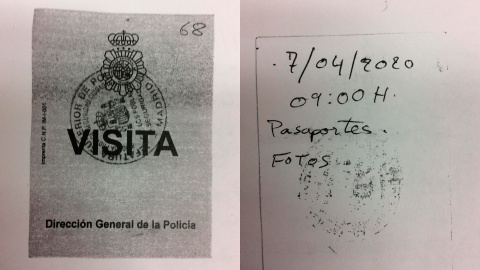 68
VISITA
Dirección General de la Policía
7/04/2020
09:00 H.
Pasaportes.
Fotos.